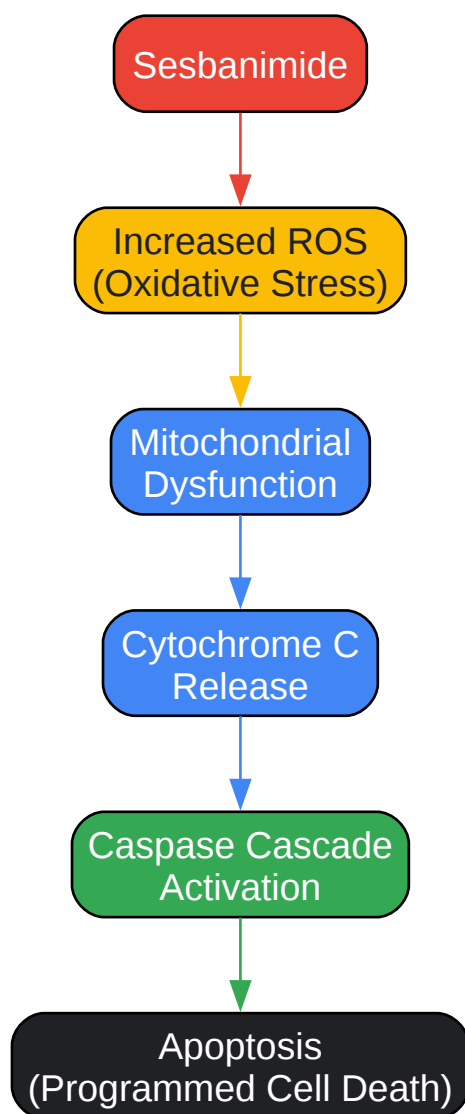 Sesbanimide
Increased ROS
(Oxidative Stress)
Mitochondrial
Dysfunction
Cytochrome C
Release
Caspase Cascade
Activation
Apoptosis
(Programmed Cell Death)